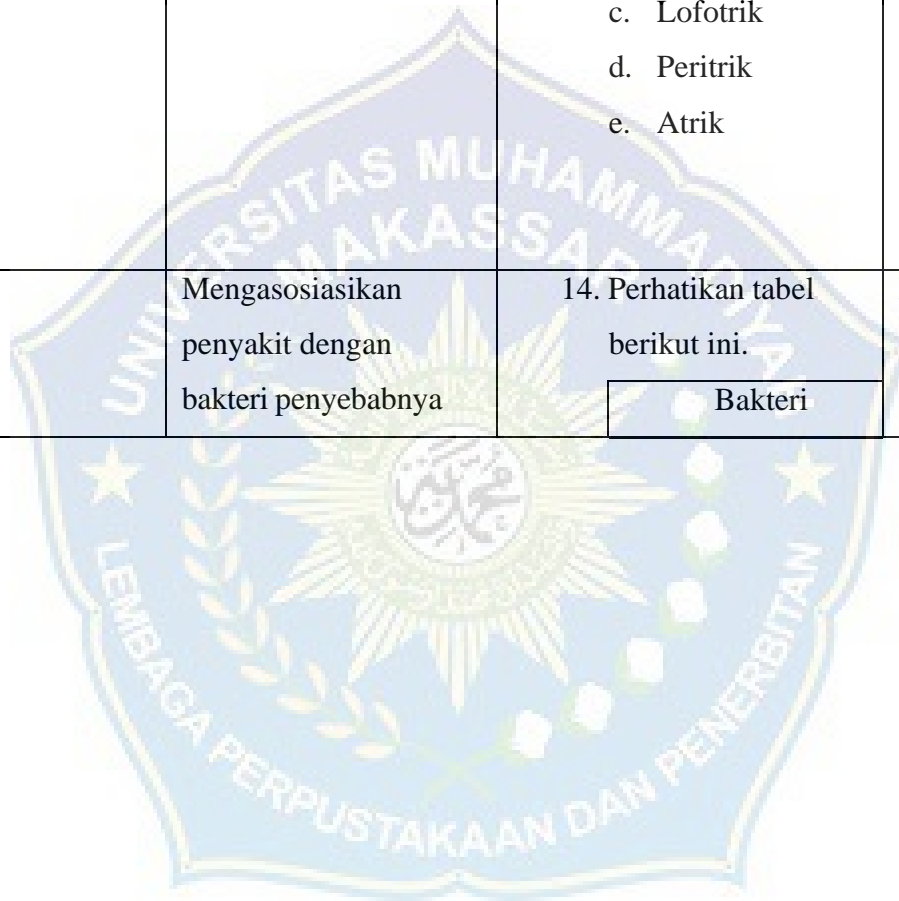 c. Lofotrik
d. Peritrik
e. Atrik
Mengasosiasikan
penyakit dengan
bakteri penyebabnya
14. Perhatikan tabel
berikut ini.
Bakteri
UNIVERSITAS MUHAMMADIYAH
MAKASSAR
LEMBAGA PERPUSTAKAAN DAN PENERBITAN